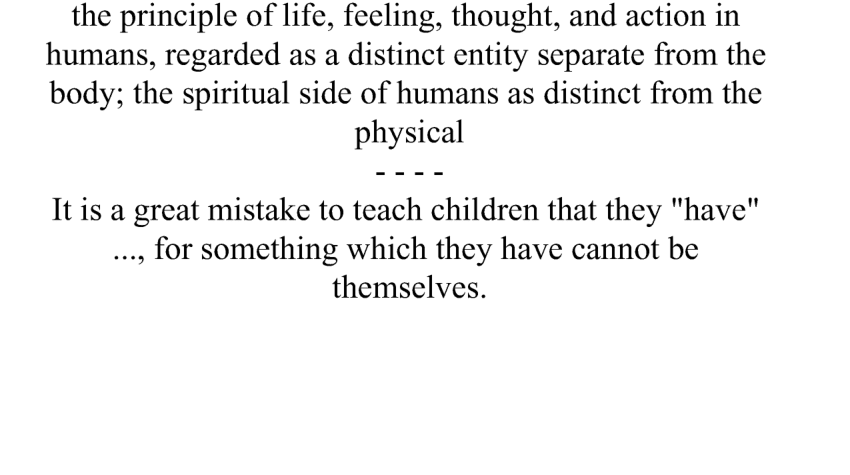 the principle of life, feeling, thought, and action in
humans, regarded as a distinct entity separate from the
body; the spiritual side of humans as distinct from the
physical
- - - -
It is a great mistake to teach children that they "have"
..., for something which they have cannot be
themselves.